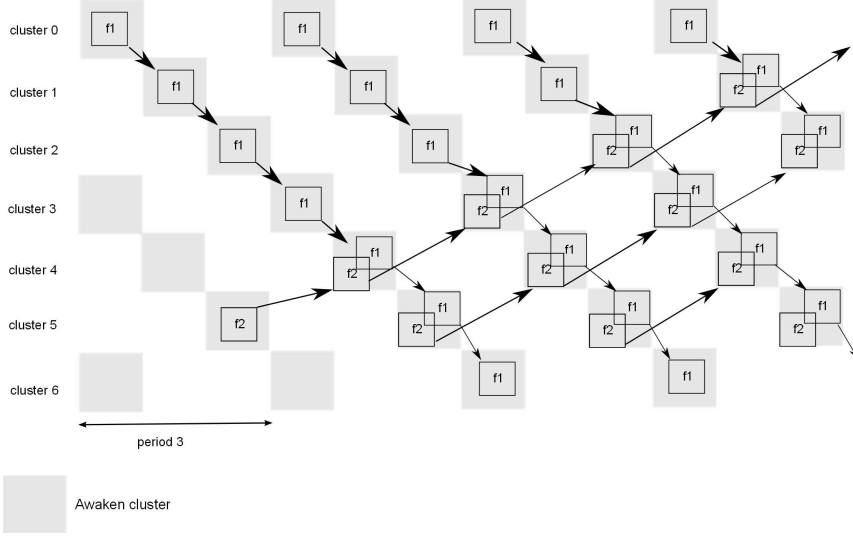 cluster 0 f1 f1 f1 f1
cluster 1 f1 f1 f1 f1 f2
cluster 2 f1 f1 f1 f2 f1 f2
cluster 3 f1 f1 f2 f1 f2
cluster 4 f1 f2 f1 f2 f1 f2
cluster 5 f2 f1 f2 f1 f2 f1 f2
cluster 6 f1 f1
period 3
Awaken cluster